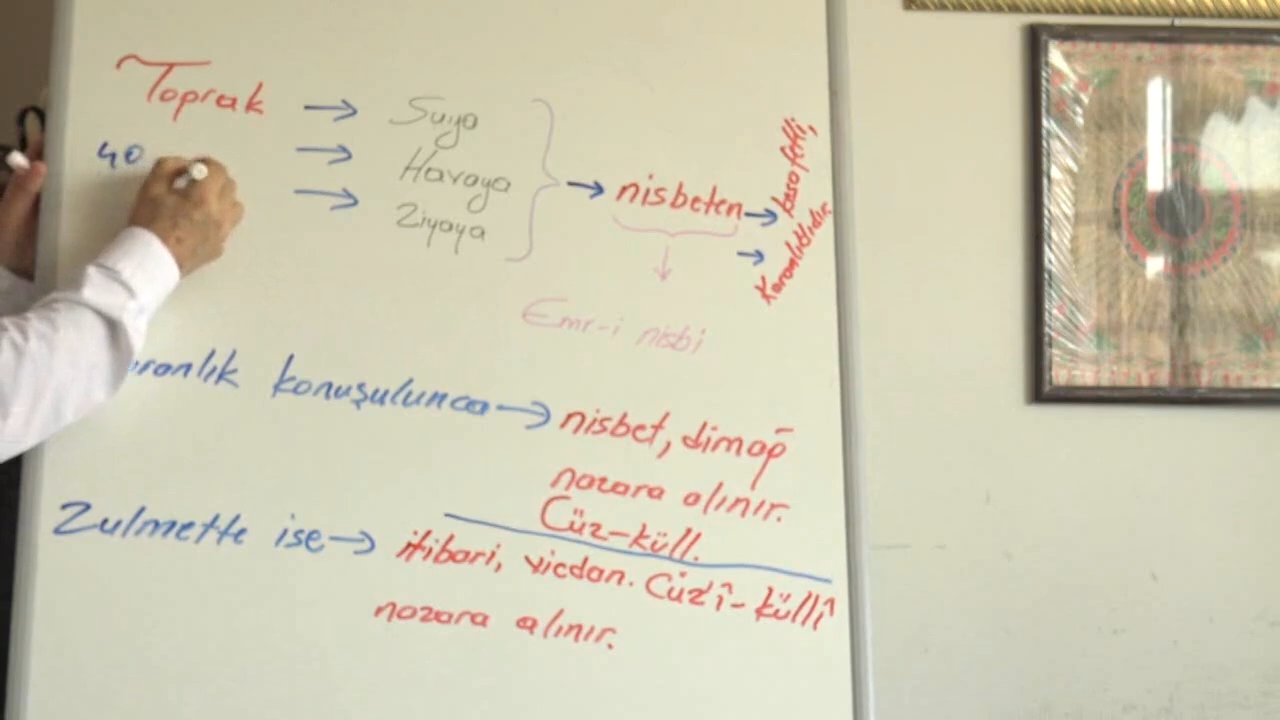 Toprak → Suya
40 → Havaya → nisbeten → kesafetli,
→ Ziyaya → Karanlıklıdır.
Emr-i nisbi
aranlık konuşulunca → nisbet, dimağ
nazara alınır.
Cüz-küll.
Zulmette ise → itibari, vicdan. Cüz'î-küllî
nazara alınır.